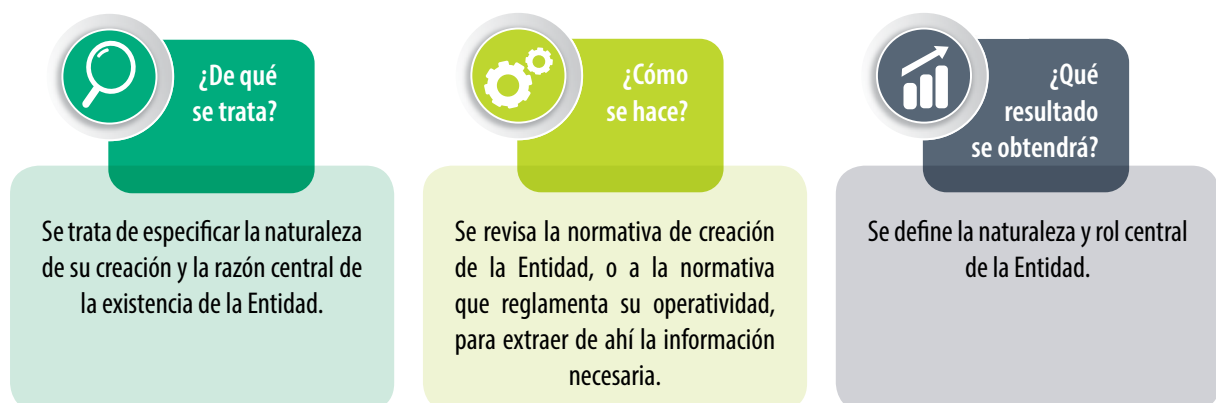 ¿De qué
se trata?
Se trata de especificar la naturaleza
de su creación y la razón central de
la existencia de la Entidad.
¿Cómo
se hace?
Se revisa la normativa de creación
de la Entidad, o a la normativa
que reglamenta su operatividad,
para extraer de ahí la información
necesaria.
¿Qué
resultado
se obtendrá?
Se define la naturaleza y rol central
de la Entidad.